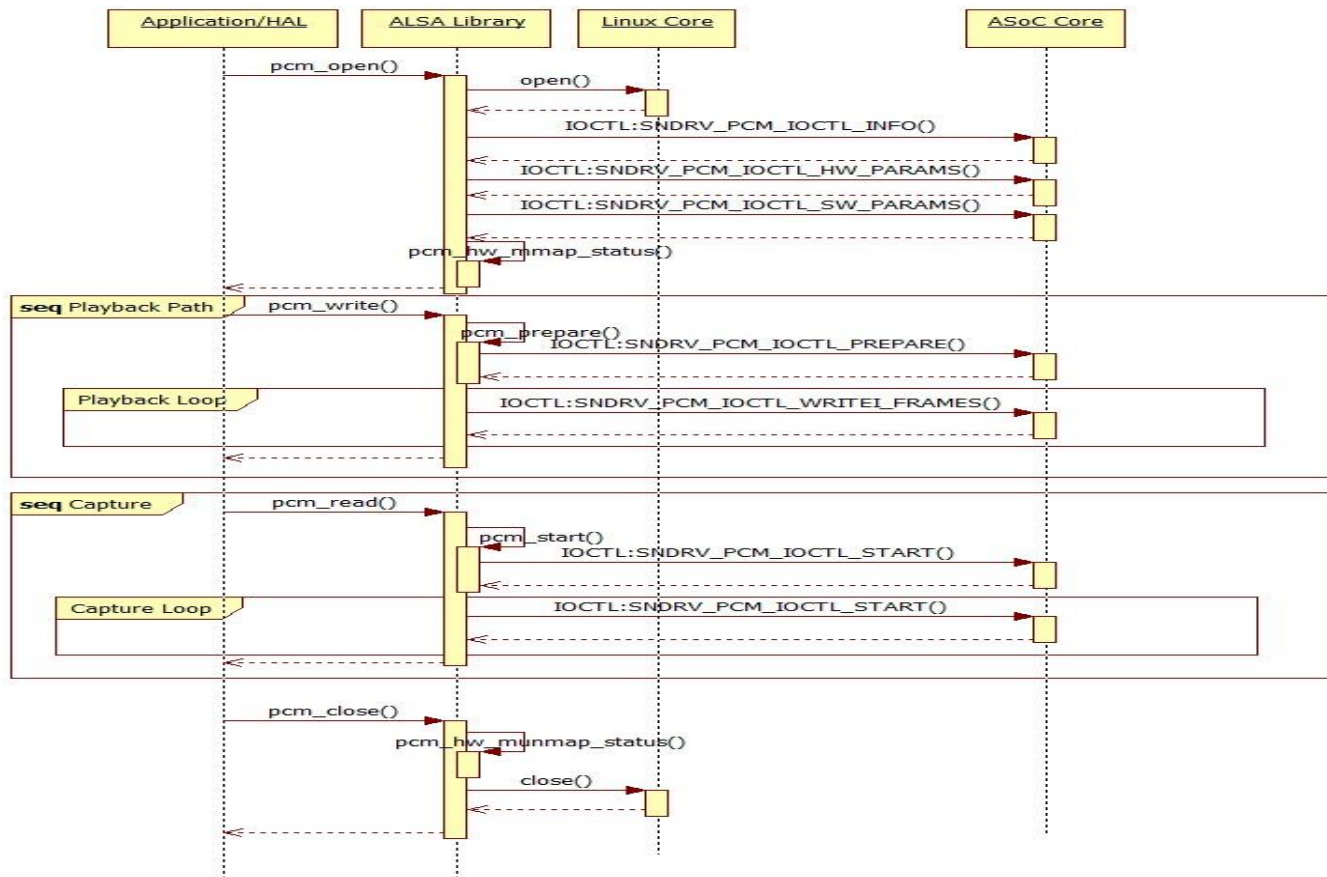 Application/HAL
ALSA Library
Linux Core
ASoC Core
pcm_open()
open()
IOCTL:SNDRV_PCM_IOCTL_INFO()
IOCTL:SNDRV_PCM_IOCTL_HW_PARAMS()
IOCTL:SNDRV_PCM_IOCTL_SW_PARAMS()
pcm_hw_mmap_status()
seq Playback Path
pcm_write()
pcm_prepare()
IOCTL:SNDRV_PCM_IOCTL_PREPARE()
Playback Loop
IOCTL:SNDRV_PCM_IOCTL_WRITEI_FRAMES()
seq Capture
pcm_read()
pcm_start()
IOCTL:SNDRV_PCM_IOCTL_START()
Capture Loop
IOCTL:SNDRV_PCM_IOCTL_START()
pcm_close()
pcm_hw_munmap_status()
close()